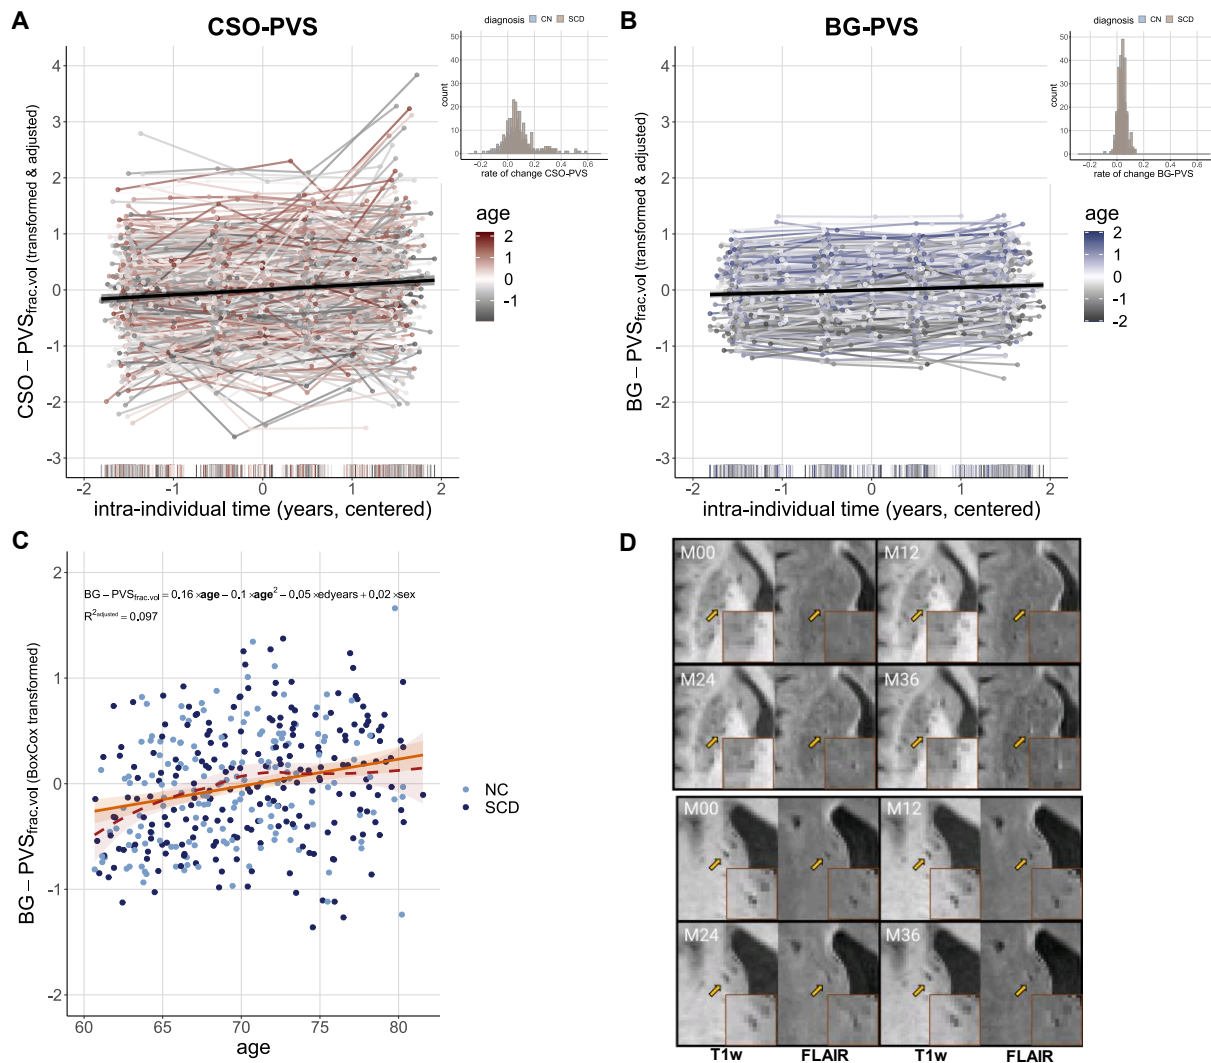 A
CSO-PVS
diagnosis CN SCD
50
40
30
20
10
0
count
-0.2 0.0 0.2 0.4 0.6
rate of change CSO-PVS
4
3
2
1
0
-1
-2
-3
CSO – PVSfrac.vol (transformed & adjusted)
-2 -1 0 1 2
intra-individual time (years, centered)
age
2
1
0
-1
B
BG-PVS
diagnosis CN SCD
50
40
30
20
10
0
count
-0.2 0.0 0.2 0.4 0.6
rate of change BG-PVS
4
3
2
1
0
-1
-2
-3
BG – PVSfrac.vol (transformed & adjusted)
-2 -1 0 1 2
intra-individual time (years, centered)
age
2
1
0
-1
-2
C
2
1
0
-1
-2
BG – PVSfrac.vol (BoxCox transformed)
BG – PVSfrac.vol = 0.16 ×age – 0.1 ×age² – 0.05 ×edyears + 0.02 ×sex
R²adjusted = 0.097
60 65 70 75 80
age
NC
SCD
D
M00 M12
M24 M36
M00 M12
M24 M36
T1w FLAIR T1w FLAIR